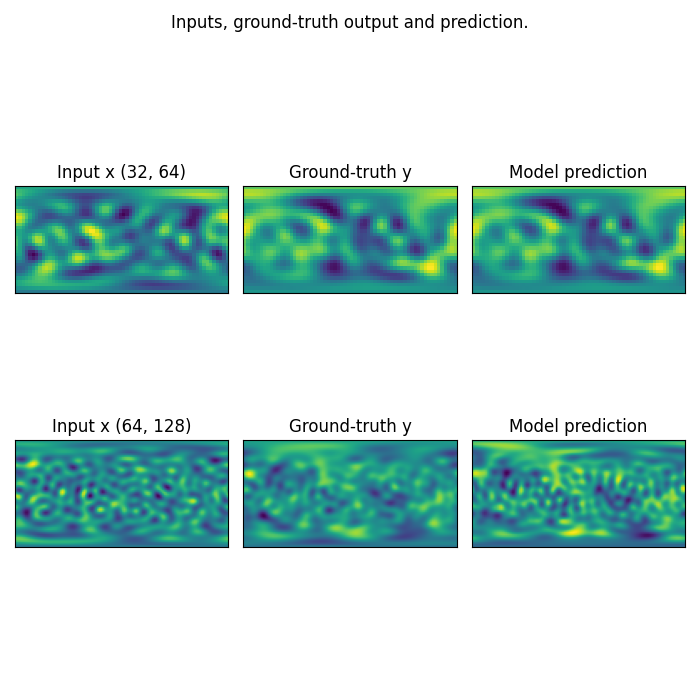 Inputs, ground-truth output and prediction.
Input x (32, 64)
Ground-truth y
Model prediction
Input x (64, 128)
Ground-truth y
Model prediction